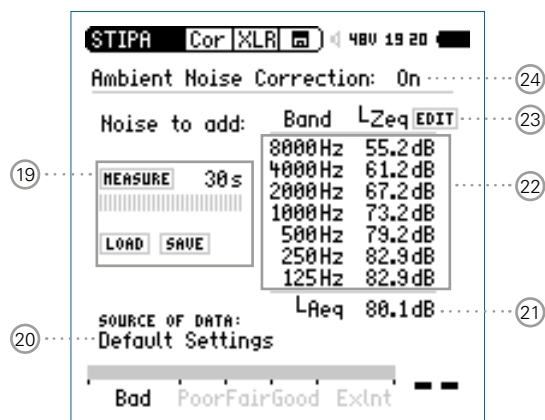 STIPA Cor XLR 48V 19 20
Ambient Noise Correction: On 24
Noise to add: Band LZeq EDIT 23
19 MEASURE 30s
LOAD SAVE
8000Hz 55.2dB
4000Hz 61.2dB
2000Hz 67.2dB 22
1000Hz 73.2dB
500Hz 79.2dB
250Hz 82.9dB
125Hz 82.9dB
LAeq 80.1dB 21
SOURCE OF DATA:
20 Default Settings
Bad Poor Fair Good Exlnt --